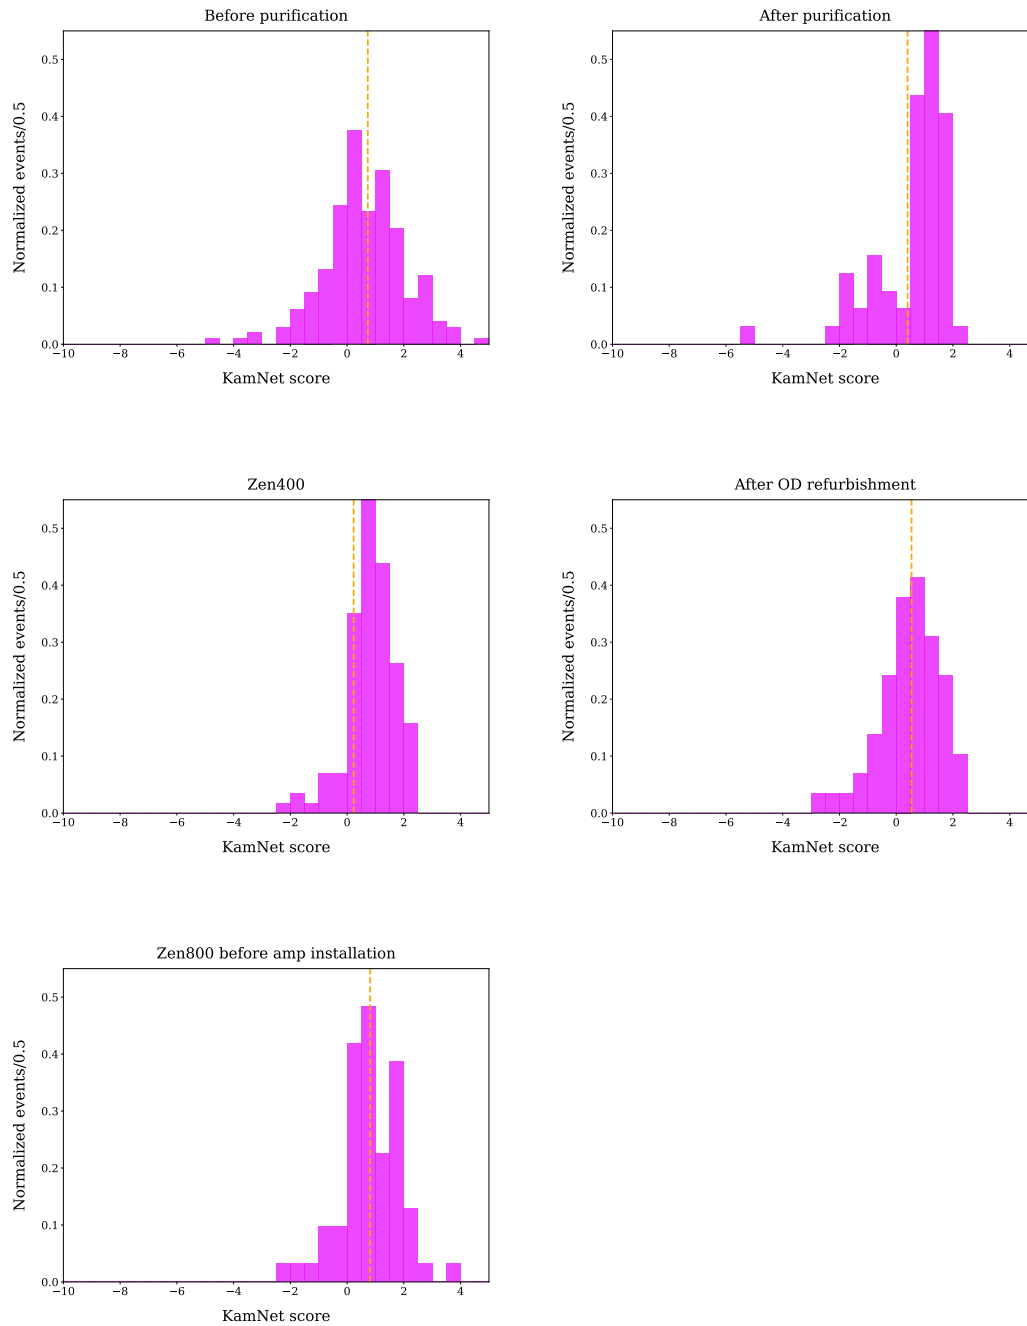 Before purification
Normalized events/0.5
0.5
0.4
0.3
0.2
0.1
0.0
−10 −8 −6 −4 −2 0 2 4
KamNet score
After purification
Normalized events/0.5
0.5
0.4
0.3
0.2
0.1
0.0
−10 −8 −6 −4 −2 0 2 4
KamNet score
Zen400
Normalized events/0.5
0.5
0.4
0.3
0.2
0.1
0.0
−10 −8 −6 −4 −2 0 2 4
KamNet score
After OD refurbishment
Normalized events/0.5
0.5
0.4
0.3
0.2
0.1
0.0
−10 −8 −6 −4 −2 0 2 4
KamNet score
Zen800 before amp installation
Normalized events/0.5
0.5
0.4
0.3
0.2
0.1
0.0
−10 −8 −6 −4 −2 0 2 4
KamNet score